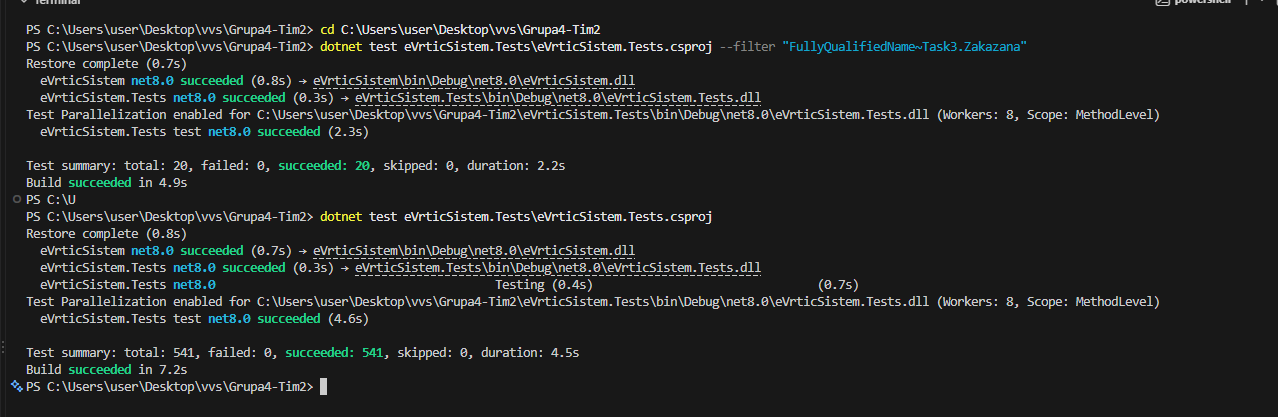 Terminal
powershell
PS C:\Users\user\Desktop\vvs\Grupa4-Tim2> cd C:\Users\user\Desktop\vvs\Grupa4-Tim2
PS C:\Users\user\Desktop\vvs\Grupa4-Tim2> dotnet test eVrticSistem.Tests\eVrticSistem.Tests.csproj --filter "FullyQualifiedName~Task3.Zakazana"
Restore complete (0.7s)
  eVrticSistem net8.0 succeeded (0.8s) → eVrticSistem\bin\Debug\net8.0\eVrticSistem.dll
  eVrticSistem.Tests net8.0 succeeded (0.3s) → eVrticSistem.Tests\bin\Debug\net8.0\eVrticSistem.Tests.dll
Test Parallelization enabled for C:\Users\user\Desktop\vvs\Grupa4-Tim2\eVrticSistem.Tests\bin\Debug\net8.0\eVrticSistem.Tests.dll (Workers: 8, Scope: MethodLevel)
  eVrticSistem.Tests test net8.0 succeeded (2.3s)
Test summary: total: 20, failed: 0, succeeded: 20, skipped: 0, duration: 2.2s
Build succeeded in 4.9s
PS C:\U
PS C:\Users\user\Desktop\vvs\Grupa4-Tim2> dotnet test eVrticSistem.Tests\eVrticSistem.Tests.csproj
Restore complete (0.8s)
  eVrticSistem net8.0 succeeded (0.7s) → eVrticSistem\bin\Debug\net8.0\eVrticSistem.dll
  eVrticSistem.Tests net8.0 succeeded (0.3s) → eVrticSistem.Tests\bin\Debug\net8.0\eVrticSistem.Tests.dll
  eVrticSistem.Tests net8.0 Testing (0.4s) (0.7s)
Test Parallelization enabled for C:\Users\user\Desktop\vvs\Grupa4-Tim2\eVrticSistem.Tests\bin\Debug\net8.0\eVrticSistem.Tests.dll (Workers: 8, Scope: MethodLevel)
  eVrticSistem.Tests test net8.0 succeeded (4.6s)
Test summary: total: 541, failed: 0, succeeded: 541, skipped: 0, duration: 4.5s
Build succeeded in 7.2s
PS C:\Users\user\Desktop\vvs\Grupa4-Tim2>